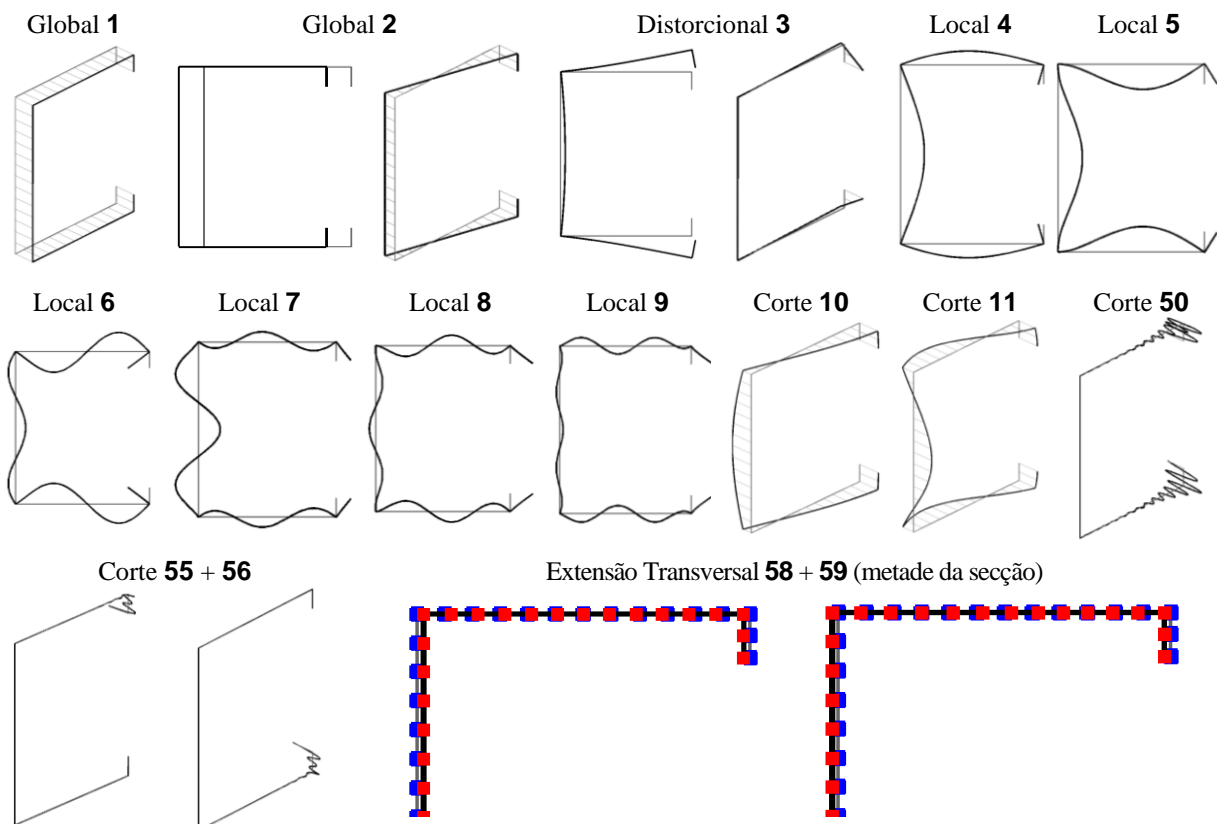 Global 1
Global 2
Distorcional 3
Local 4
Local 5
Local 6
Local 7
Local 8
Local 9
Corte 10
Corte 11
Corte 50
Corte 55 + 56
Extensão Transversal 58 + 59 (metade da secção)